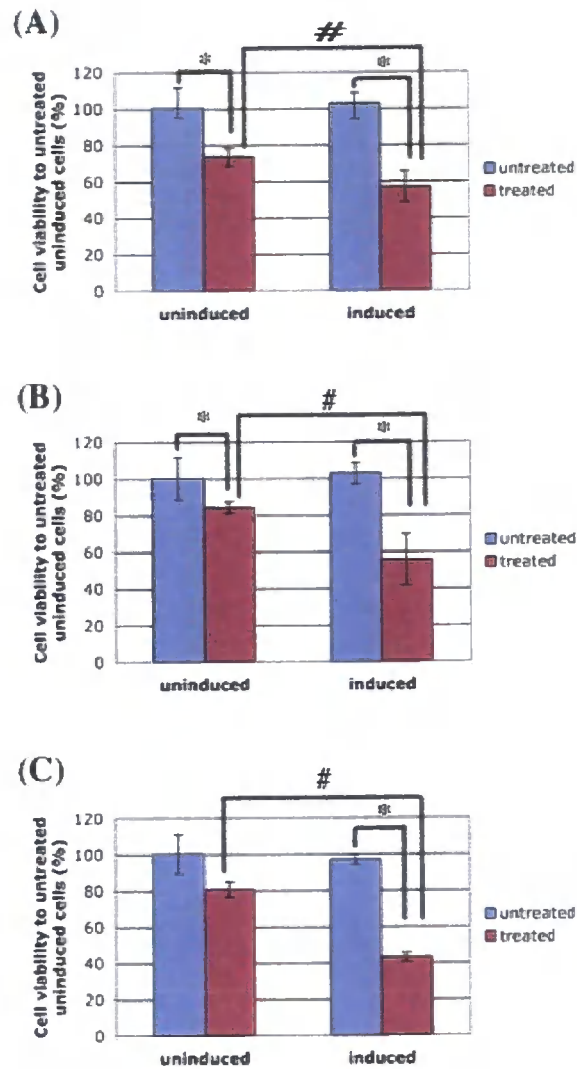 (A)
#
*
*
Cell viability to untreated
uninduced cells (%)
120
100
80
60
40
20
0
untreated
treated
uninduced
induced
(B)
#
*
*
Cell viability to untreated
uninduced cells (%)
120
100
80
60
40
20
0
untreated
treated
uninduced
induced
(C)
#
*
Cell viability to untreated
uninduced cells (%)
120
100
80
60
40
20
0
untreated
treated
uninduced
induced